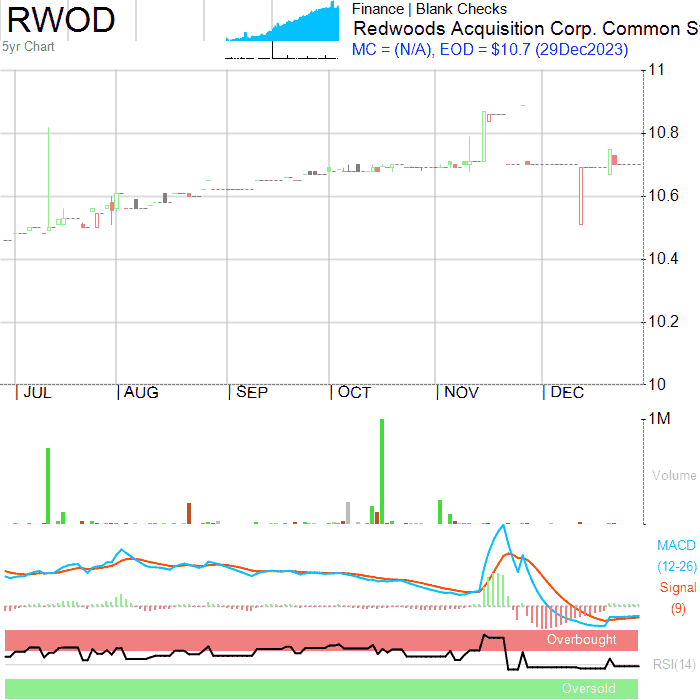 RWOD
Finance | Blank Checks
Redwoods Acquisition Corp. Common S
5yr Chart
MC = (N/A), EOD = $10.7 (29Dec2023)
11
10.8
10.6
10.4
10.2
10
JUL AUG SEP OCT NOV DEC
1M
Volume
MACD
(12-26)
Signal
(9)
Overbought
RSI(14)
Oversold